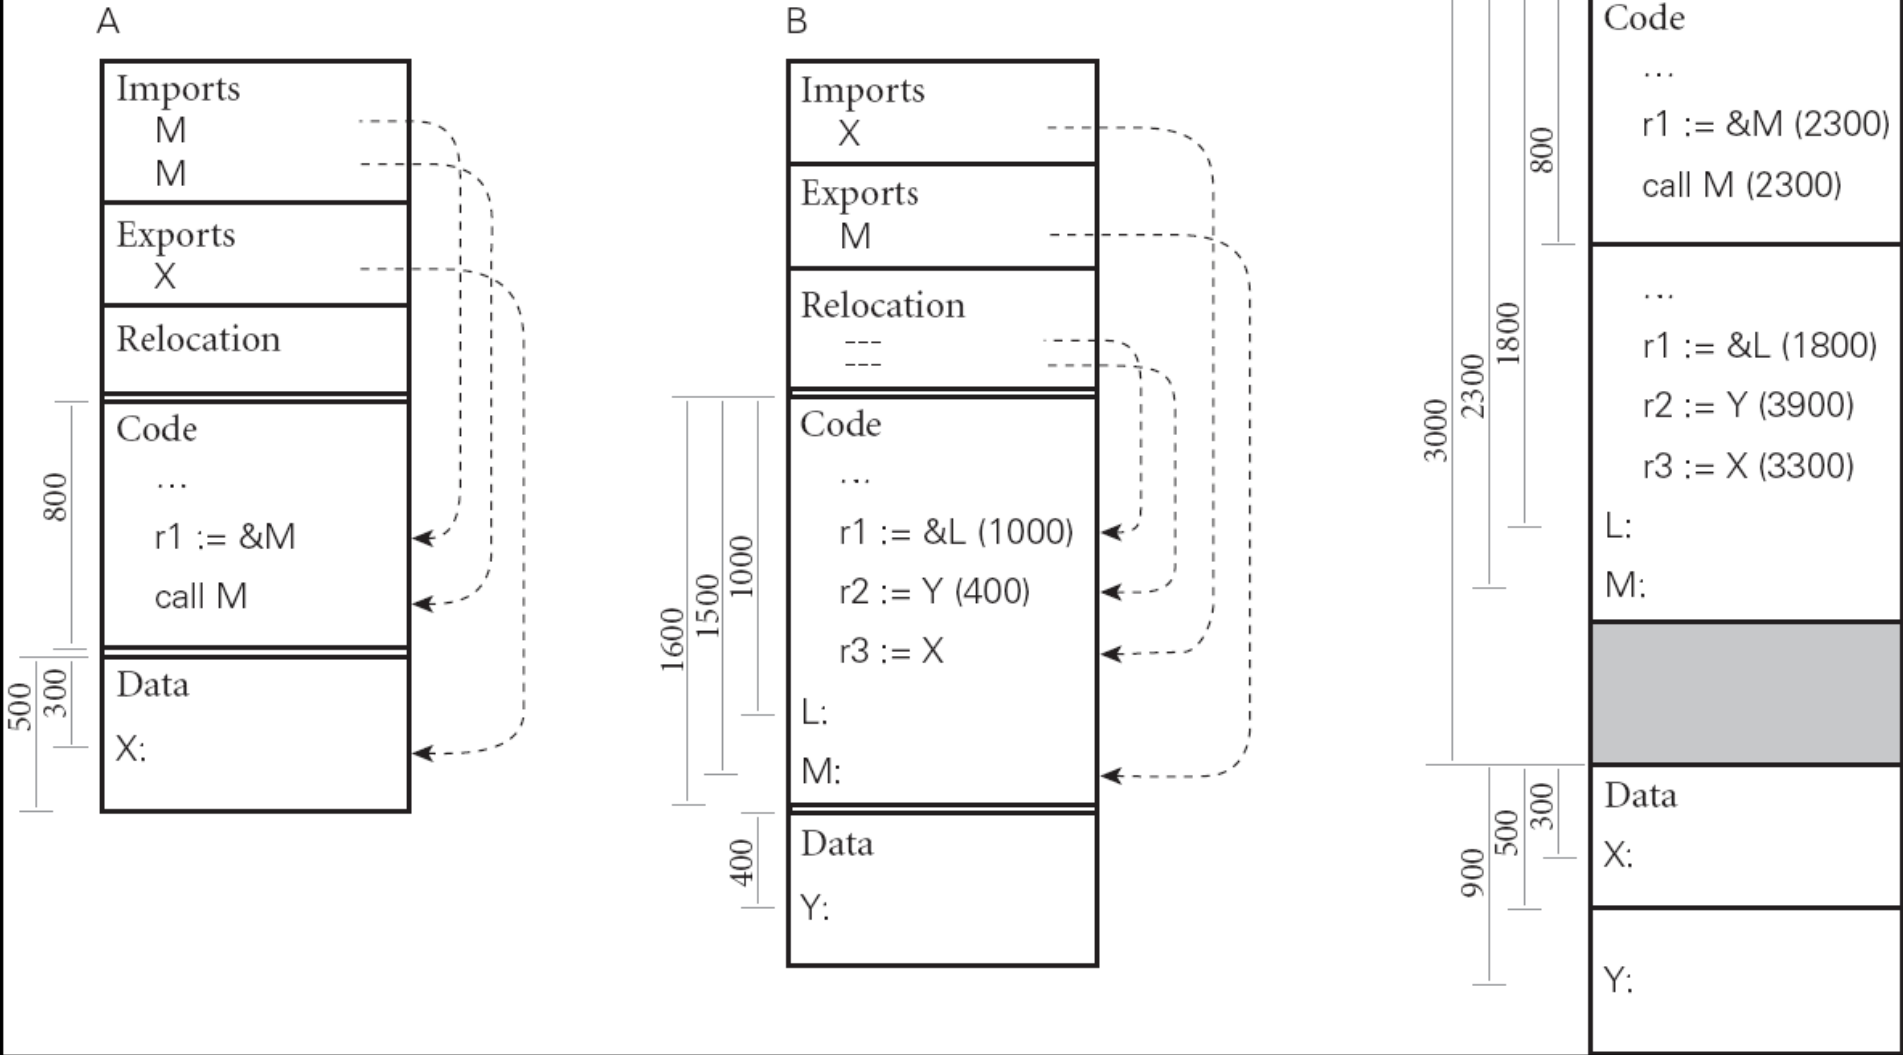 A
Imports
M
M
Exports
X
Relocation
Code
...
r1 := &M
call M
Data
X:
800
500
300
B
Imports
X
Exports
M
Relocation
---
---
Code
...
r1 := &L (1000)
r2 := Y (400)
r3 := X
L:
M:
Data
Y:
1600
1500
1000
400
Code
...
r1 := &M (2300)
call M (2300)
...
r1 := &L (1800)
r2 := Y (3900)
r3 := X (3300)
L:
M:
Data
X:
Y:
3000
2300
1800
800
900
500
300